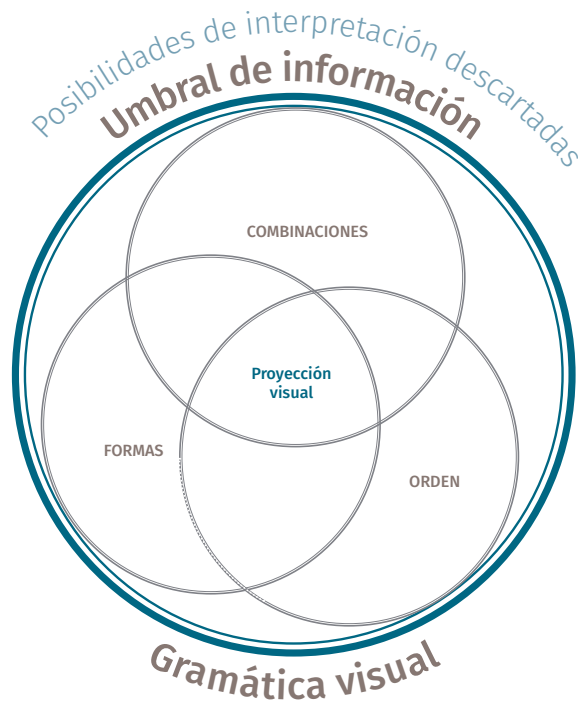 Posibilidades de interpretación descartadas
Umbral de información
COMBINACIONES
Proyección
visual
FORMAS
ORDEN
Gramática visual